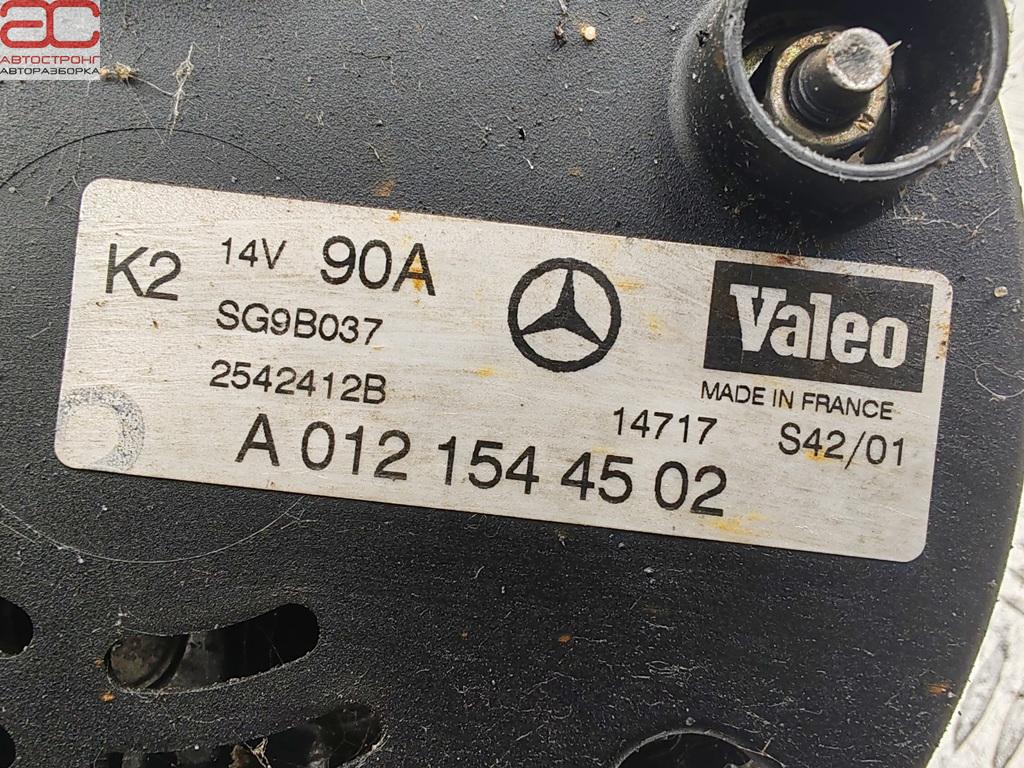 АС
АВТОСТРОНГ
АВТОРАЗБОРКА
K2 14V 90A
SG9B037
2542412B
Valeo
MADE IN FRANCE
14717 S42/01
A 012 154 45 02